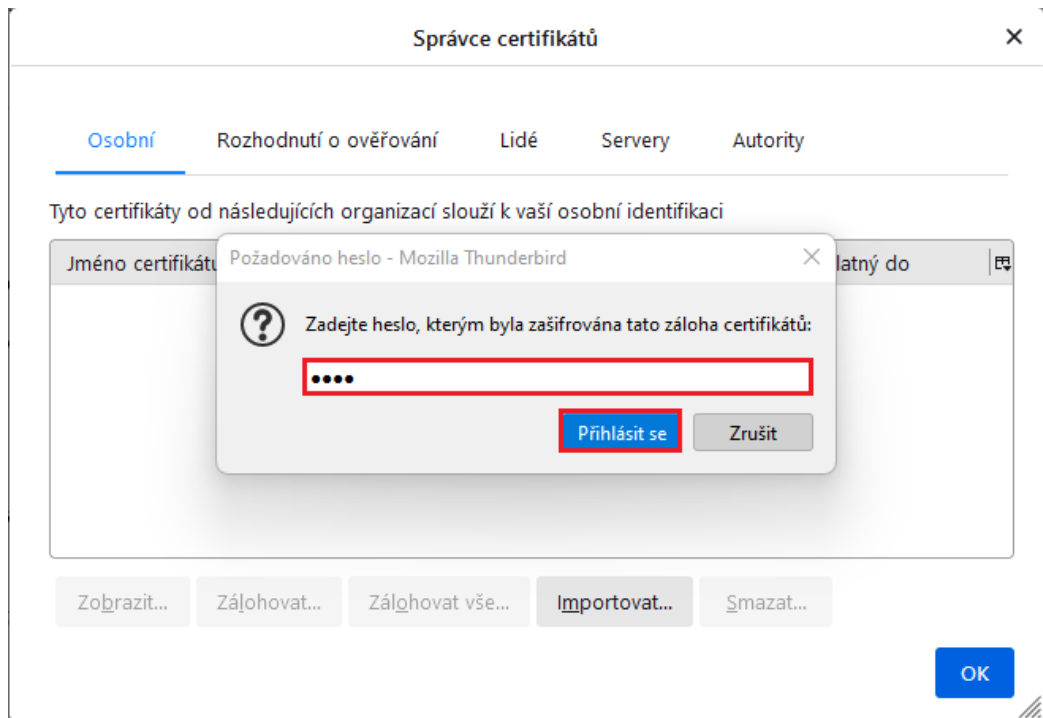 Správce certifikátů
Osobní Rozhodnutí o ověřování Lidé Servery Autority
Tyto certifikáty od následujících organizací slouží k vaší osobní identifikaci
Jméno certifikátu latný do
Požadováno heslo - Mozilla Thunderbird
Zadejte heslo, kterým byla zašifrována tato záloha certifikátů:
••••
Přihlásit se Zrušit
Zobrazit... Zálohovat... Zálohovat vše... Importovat... Smazat...
OK